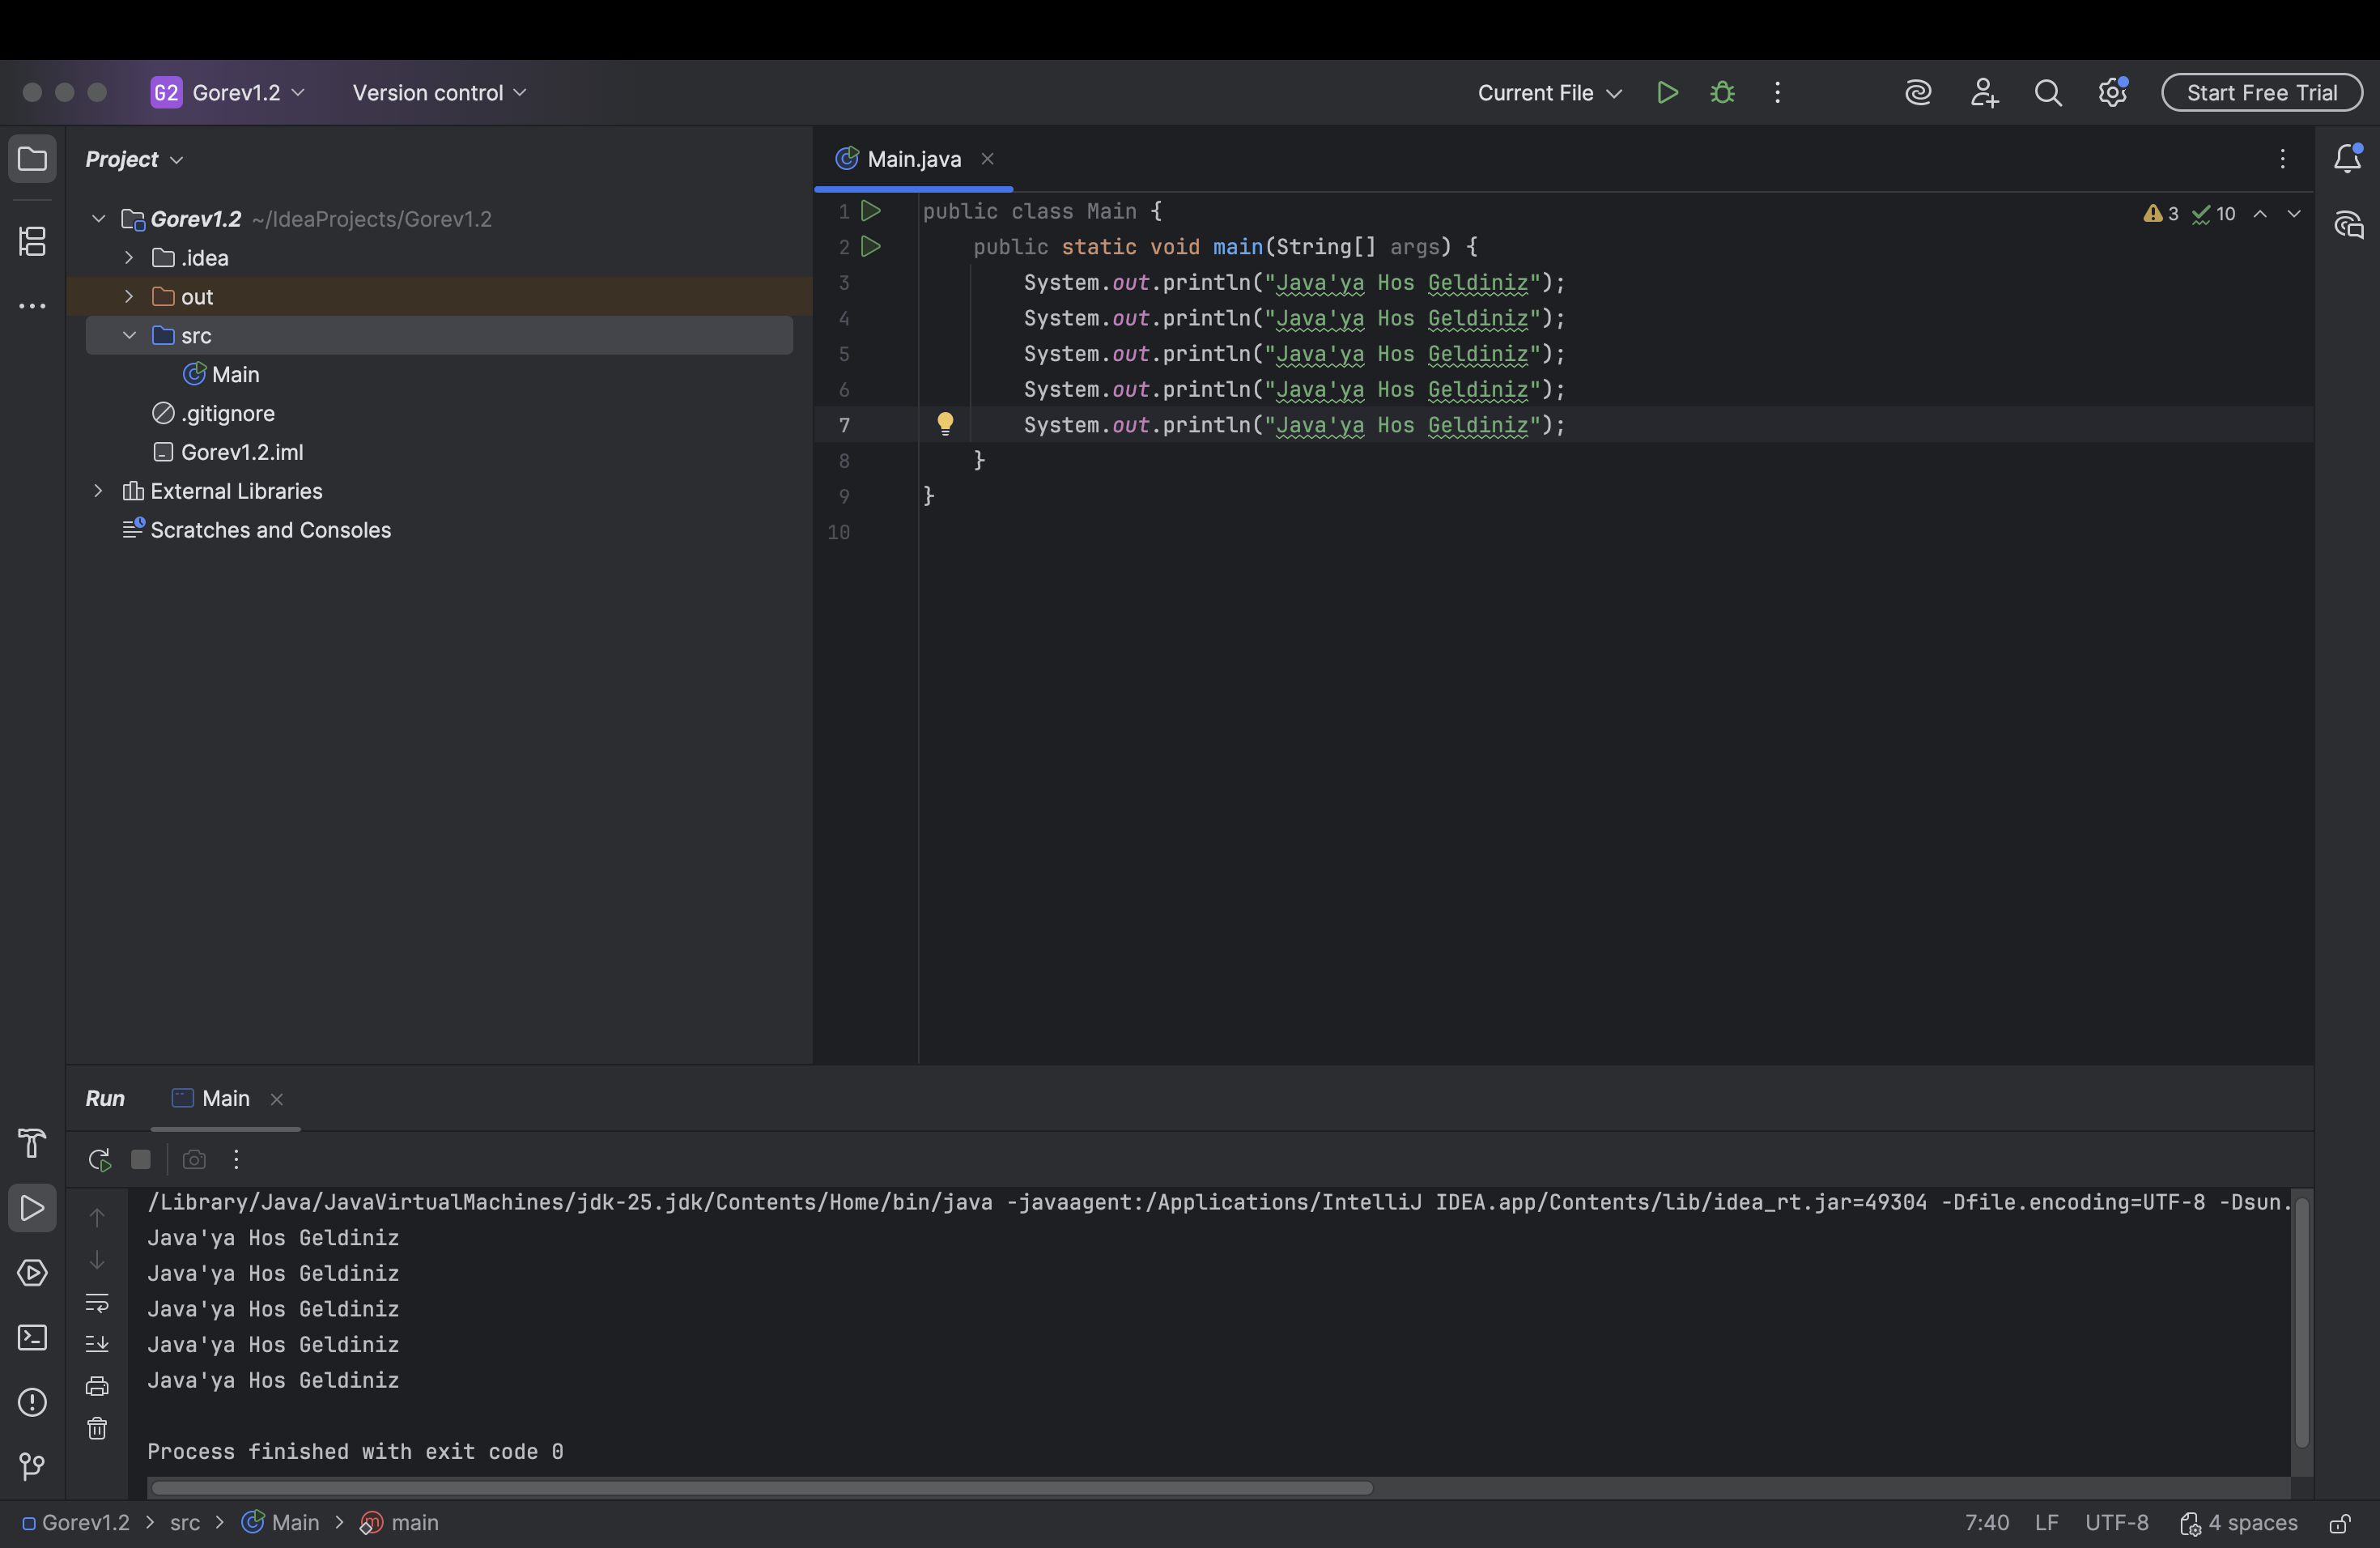 G2 Gorev1.2 Version control Current File Start Free Trial
Project
Gorev1.2 ~/IdeaProjects/Gorev1.2
.idea
out
src
Main
.gitignore
Gorev1.2.iml
External Libraries
Scratches and Consoles
Main.java
3 10
1 public class Main {
2 public static void main(String[] args) {
3 System.out.println("Java'ya Hos Geldiniz");
4 System.out.println("Java'ya Hos Geldiniz");
5 System.out.println("Java'ya Hos Geldiniz");
6 System.out.println("Java'ya Hos Geldiniz");
7 System.out.println("Java'ya Hos Geldiniz");
8 }
9 }
10
Run Main
/Library/Java/JavaVirtualMachines/jdk-25.jdk/Contents/Home/bin/java -javaagent:/Applications/IntelliJ IDEA.app/Contents/lib/idea_rt.jar=49304 -Dfile.encoding=UTF-8 -Dsun.
Java'ya Hos Geldiniz
Java'ya Hos Geldiniz
Java'ya Hos Geldiniz
Java'ya Hos Geldiniz
Java'ya Hos Geldiniz
Process finished with exit code 0
Gorev1.2 > src > Main > main 7:40 LF UTF-8 4 spaces